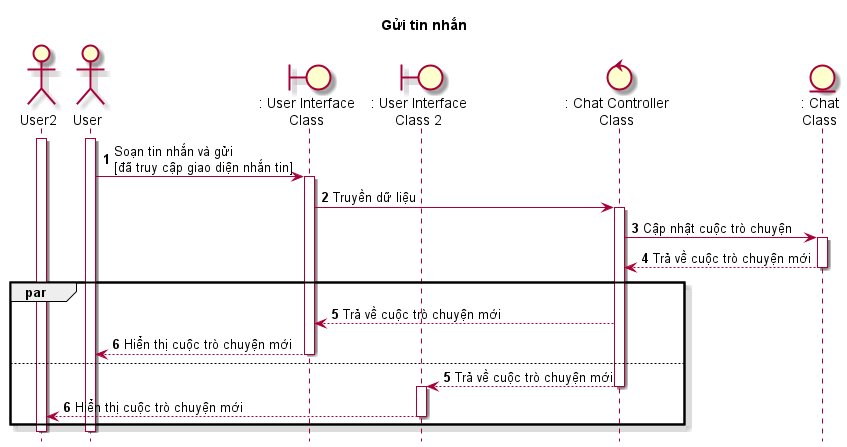 Gửi tin nhắn
User2
User
: User Interface
Class
: User Interface
Class 2
: Chat Controller
Class
: Chat
Class
1 Soạn tin nhắn và gửi
[đã truy cập giao diện nhắn tin]
2 Truyền dữ liệu
3 Cập nhật cuộc trò chuyện
4 Trả về cuộc trò chuyện mới
par
5 Trả về cuộc trò chuyện mới
6 Hiển thị cuộc trò chuyện mới
5 Trả về cuộc trò chuyện mới
6 Hiển thị cuộc trò chuyện mới